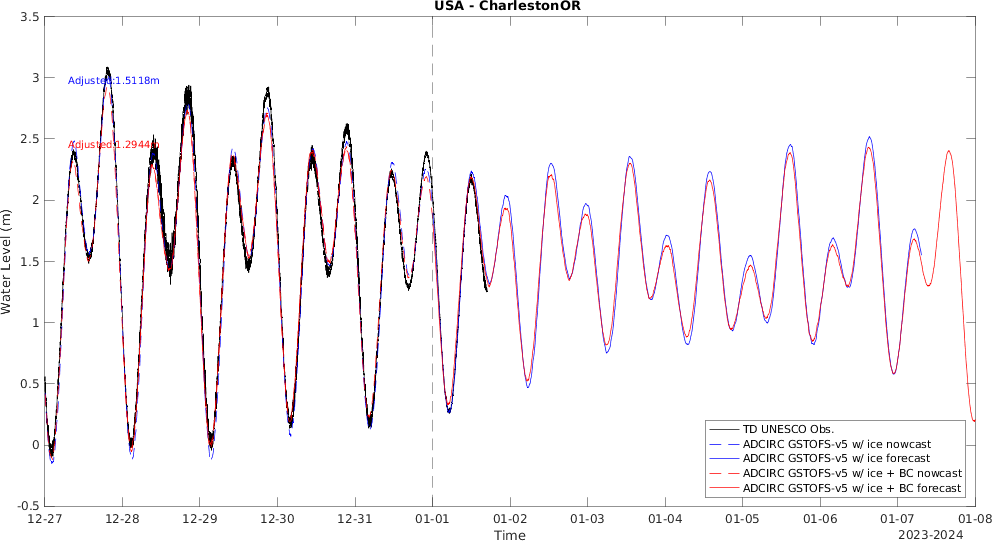 USA - CharlestonOR
3.5
3
2.5
2
1.5
1
0.5
0
-0.5
Water Level (m)
Adjusted:1.5118m
Adjusted:1.2944m
TD UNESCO Obs.
ADCIRC GSTOFS-v5 w/ ice nowcast
ADCIRC GSTOFS-v5 w/ ice forecast
ADCIRC GSTOFS-v5 w/ ice + BC nowcast
ADCIRC GSTOFS-v5 w/ ice + BC forecast
12-27 12-28 12-29 12-30 12-31 01-01 01-02 01-03 01-04 01-05 01-06 01-07 01-08
Time
2023-2024